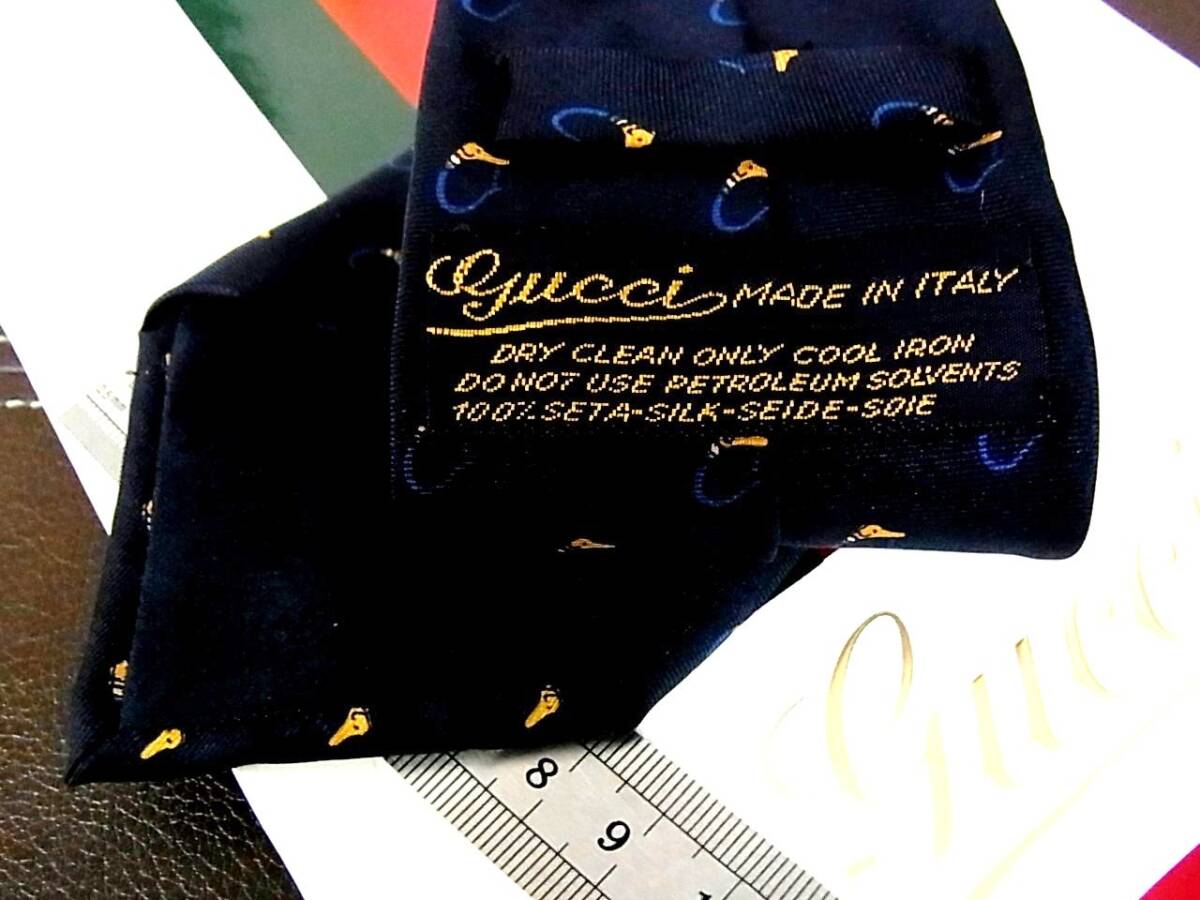 Gucci MADE IN ITALY
DRY CLEAN ONLY COOL IRON
DO NOT USE PETROLEUM SOLVENTS
100% SETA-SILK-SEIDE-SOIE
8
9
Gucci